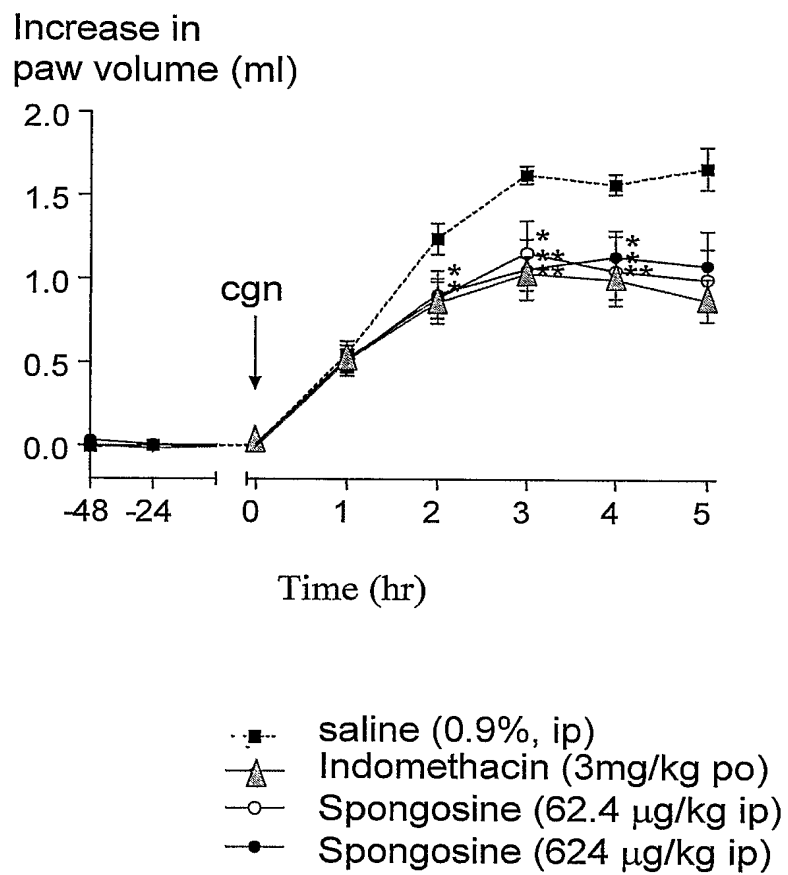 Increase in
paw volume (ml)
2.0
1.5
1.0
0.5
0.0
cgn
*
*
*
**
**
*
*
**
-48 -24 0 1 2 3 4 5
Time (hr)
saline (0.9%, ip)
Indomethacin (3mg/kg po)
Spongosine (62.4 μg/kg ip)
Spongosine (624 μg/kg ip)